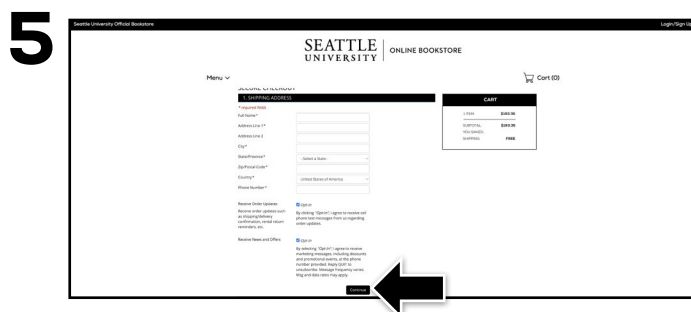 5
Seattle University Official Bookstore
Login/Sign Up
SEATTLE
UNIVERSITY
ONLINE BOOKSTORE
Menu
Cart (0)
SECURE CHECKOUT
1. SHIPPING ADDRESS
* required fields
Full Name*
Address Line 1*
Address Line 2
City*
State/Province*
- Select a State -
Zip/Postal Code*
Country*
United States of America
Phone Number*
Receive Order Updates
Receive order updates such
as shipping/delivery
confirmation, rental return
reminders, etc.
Opt-in
By clicking "Opt-In", I agree to receive cell
phone text messages from us regarding
order updates.
Receive News and Offers
Opt-in
By selecting "Opt-In", I agree to receive
marketing messages, including discounts
and promotional events, at the phone
number provided. Reply QUIT to
unsubscribe. Message frequency varies.
Msg and data rates may apply.
Continue
CART
1 ITEM
SUBTOTAL
YOU SAVED
SHIPPING
FREE